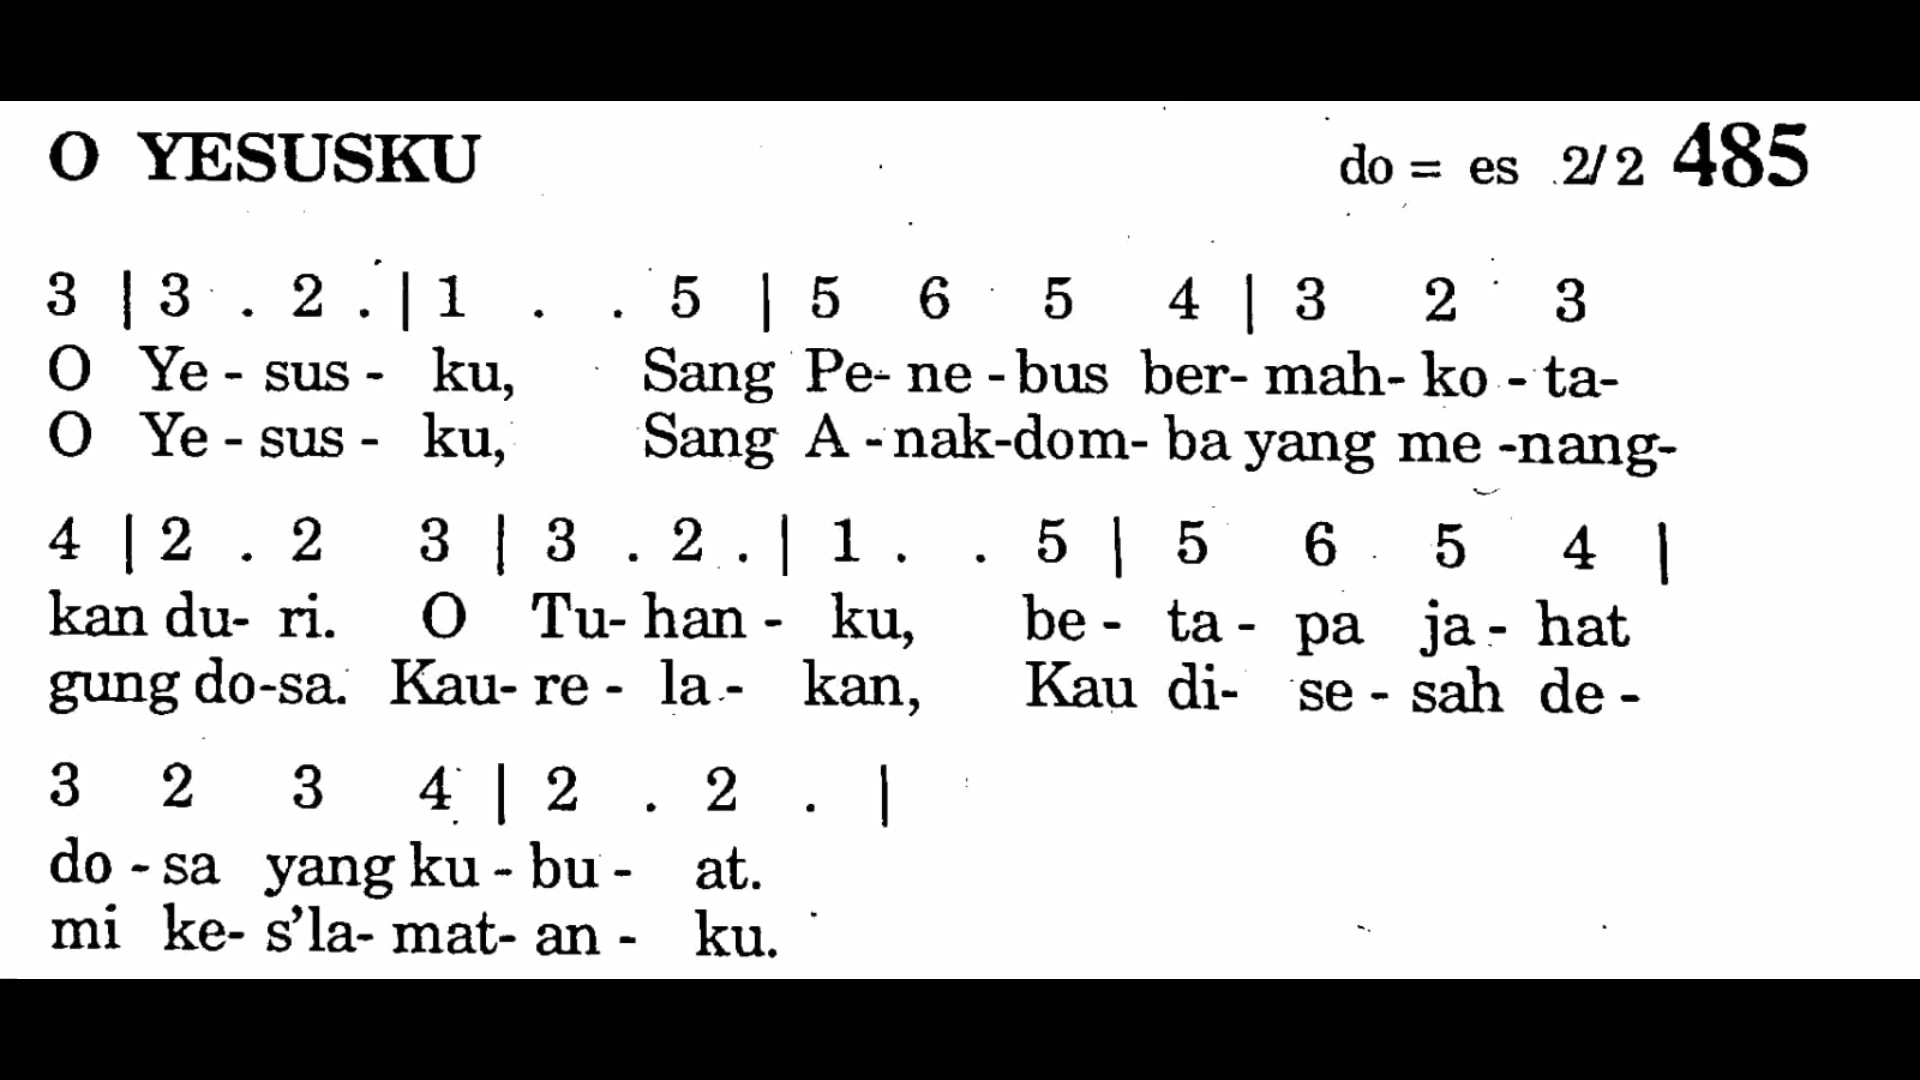 O YESUSKU do = es 2/2 485
3 | 3 . 2 . | 1 . . 5 | 5 6 5 4 | 3 2 3
O Ye - sus - ku, Sang Pe- ne - bus ber- mah- ko - ta-
O Ye - sus - ku, Sang A - nak-dom- ba yang me -nang-
4 | 2 . 2 3 | 3 . 2 . | 1 . . 5 | 5 6 5 4 |
kan du- ri. O Tu- han - ku, be - ta - pa ja - hat
gung do-sa. Kau- re - la - kan, Kau di- se - sah de -
3 2 3 4 | 2 . 2 . |
do - sa yang ku - bu - at.
mi ke- s’la- mat- an - ku.